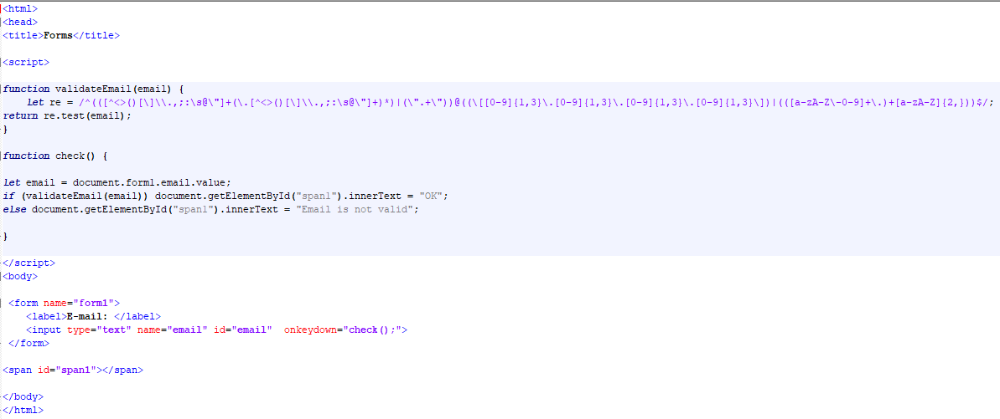 <html>
<head>
<title>Forms</title>
<script>
function validateEmail(email) {
    let re = /^(([^<>()[\]\\.,;:\s@\"]+(\.[^<>()[\]\\.,;:\s@\"]+)*)|(\".+\"))@((\[[0-9]{1,3}\.[0-9]{1,3}\.[0-9]{1,3}\.[0-9]{1,3}\])|(([a-zA-Z\-0-9]+\.)+[a-zA-Z]{2,}))$/;
return re.test(email);
}
function check() {
let email = document.form1.email.value;
if (validateEmail(email)) document.getElementById("span1").innerText = "OK";
else document.getElementById("span1").innerText = "Email is not valid";
}
</script>
<body>
 <form name="form1">
    <label>E-mail: </label>
    <input type="text" name="email" id="email"  onkeydown="check();">
 </form>
<span id="span1"></span>
</body>
</html>